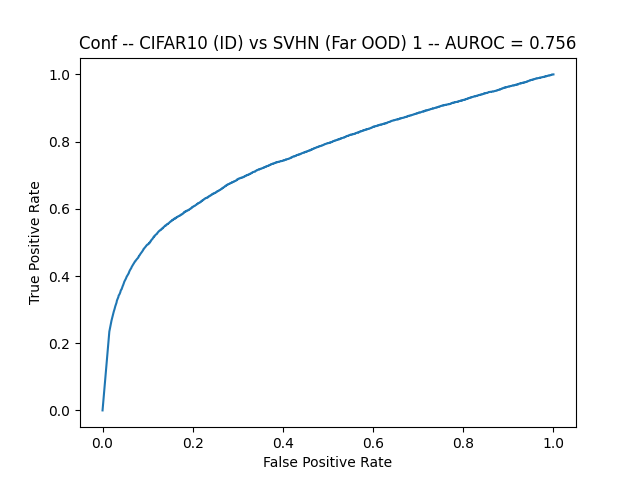 Conf -- CIFAR10 (ID) vs SVHN (Far OOD) 1 -- AUROC = 0.756
1.0
0.8
0.6
0.4
0.2
0.0
True Positive Rate
0.0 0.2 0.4 0.6 0.8 1.0
False Positive Rate